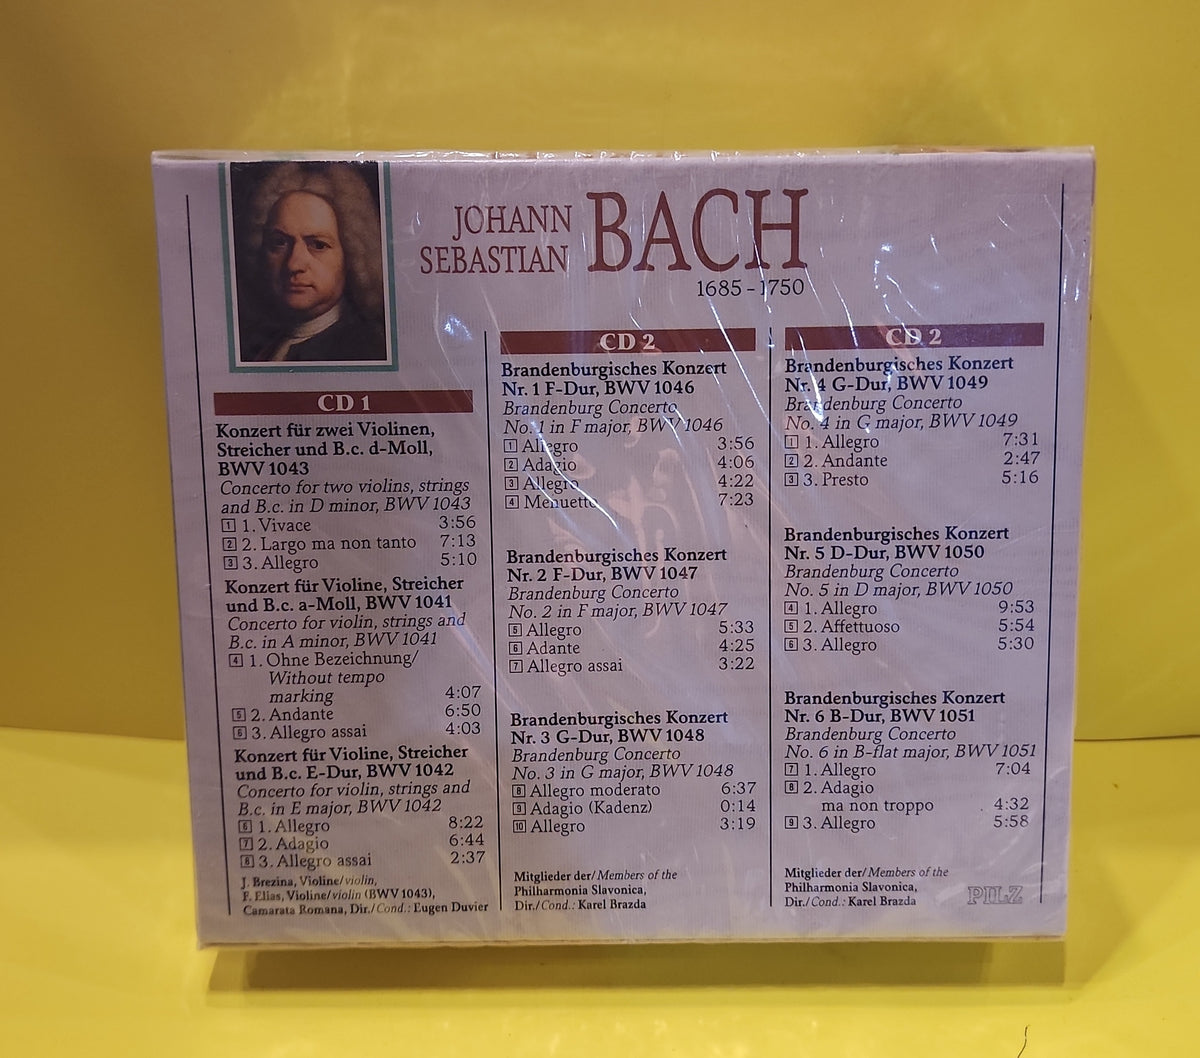 JOHANN
SEBASTIAN
BACH
1685 - 1750
CD 1
Konzert für zwei Violinen,
Streicher und B.c. d-Moll,
BWV 1043
Concerto for two violins, strings
and B.c. in D minor, BWV 1043
1 1. Vivace 3:56
2 2. Largo ma non tanto 7:13
3 3. Allegro 5:10
Konzert für Violine, Streicher
und B.c. a-Moll, BWV 1041
Concerto for violin, strings and
B.c. in A minor, BWV 1041
4 1. Ohne Bezeichnung/
Without tempo
marking 4:07
5 2. Andante 6:50
6 3. Allegro assai 4:03
Konzert für Violine, Streicher
und B.c. E-Dur, BWV 1042
Concerto for violin, strings and
B.c. in E major, BWV 1042
6 1. Allegro 8:22
7 2. Adagio 6:44
8 3. Allegro assai 2:37
J. Brezina, Violine/violin,
F. Elias, Violine/violin (BWV 1043),
Camarata Romana, Dir./Cond.: Eugen Duvier
CD 2
Brandenburgisches Konzert
Nr. 1 F-Dur, BWV 1046
Brandenburg Concerto
No. 1 in F major, BWV 1046
1 Allegro 3:56
2 Adagio 4:06
3 Allegro 4:22
4 Menuetto 7:23
Brandenburgisches Konzert
Nr. 2 F-Dur, BWV 1047
Brandenburg Concerto
No. 2 in F major, BWV 1047
5 Allegro 5:33
6 Adante 4:25
7 Allegro assai 3:22
Brandenburgisches Konzert
Nr. 3 G-Dur, BWV 1048
Brandenburg Concerto
No. 3 in G major, BWV 1048
8 Allegro moderato 6:37
9 Adagio (Kadenz) 0:14
10 Allegro 3:19
Mitglieder der/Members of the
Philharmonia Slavonica,
Dir./Cond.: Karel Brazda
CD 2
Brandenburgisches Konzert
Nr. 4 G-Dur, BWV 1049
Brandenburg Concerto
No. 4 in G major, BWV 1049
1 1. Allegro 7:31
2 2. Andante 2:47
3 3. Presto 5:16
Brandenburgisches Konzert
Nr. 5 D-Dur, BWV 1050
Brandenburg Concerto
No. 5 in D major, BWV 1050
4 1. Allegro 9:53
5 2. Affettuoso 5:54
6 3. Allegro 5:30
Brandenburgisches Konzert
Nr. 6 B-Dur, BWV 1051
Brandenburg Concerto
No. 6 in B-flat major, BWV 1051
7 1. Allegro 7:04
8 2. Adagio
ma non troppo 4:32
9 3. Allegro 5:58
Mitglieder der/Members of the
Philharmonia Slavonica,
Dir./Cond.: Karel Brazda
PILZ